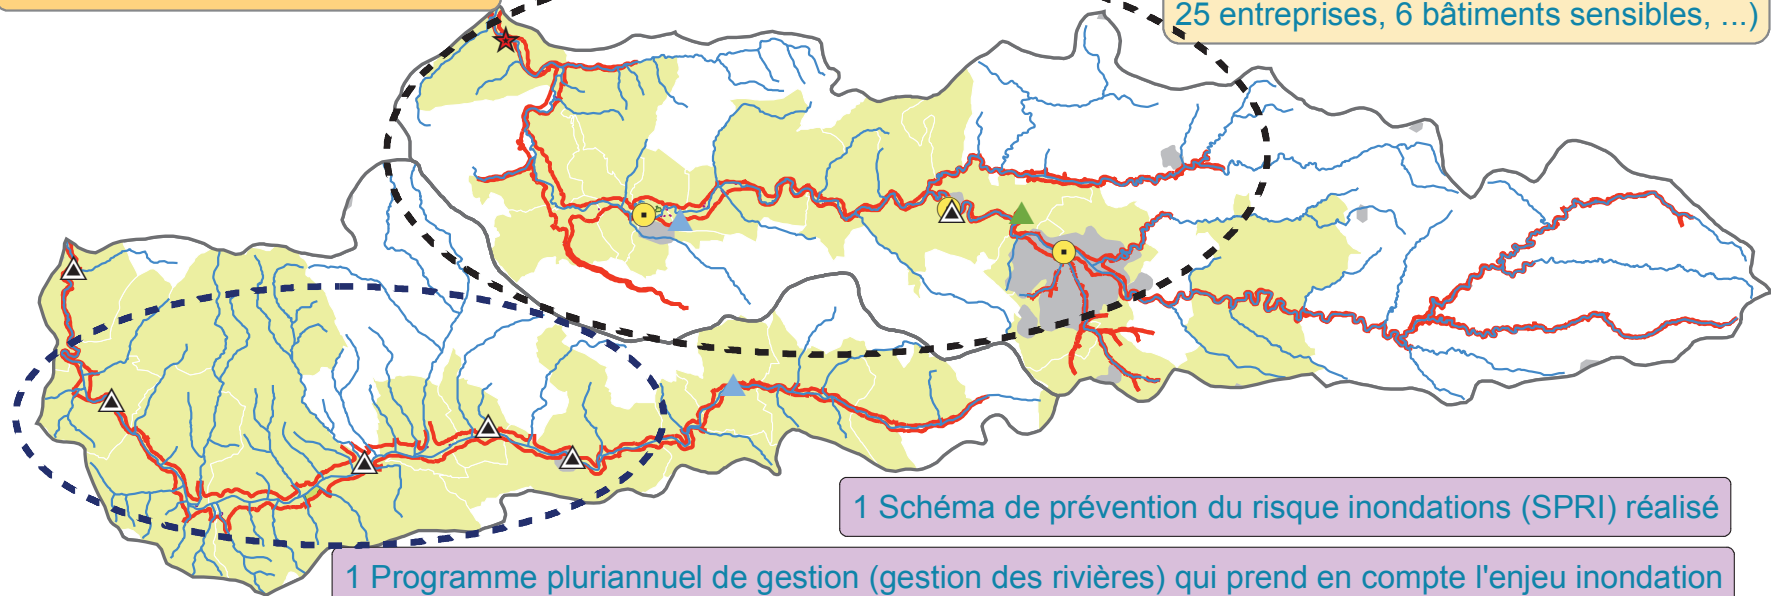 25 entreprises, 6 bâtiments sensibles, ...)
1 Schéma de prévention du risque inondations (SPRI) réalisé
1 Programme pluriannuel de gestion (gestion des rivières) qui prend en compte l'enjeu inondation